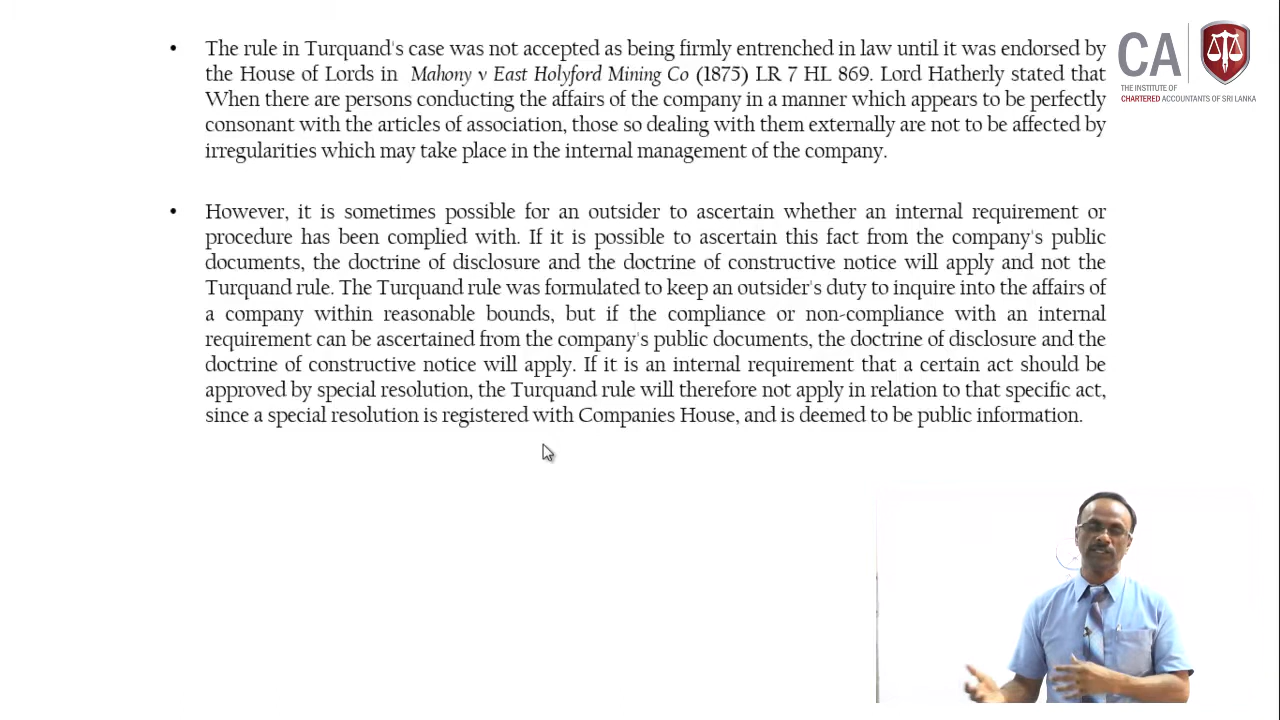 • The rule in Turquand's case was not accepted as being firmly entrenched in law until it was endorsed by
the House of Lords in Mahony v East Holyford Mining Co (1875) LR 7 HL 869. Lord Hatherly stated that
When there are persons conducting the affairs of the company in a manner which appears to be perfectly
consonant with the articles of association, those so dealing with them externally are not to be affected by
irregularities which may take place in the internal management of the company.
• However, it is sometimes possible for an outsider to ascertain whether an internal requirement or
procedure has been complied with. If it is possible to ascertain this fact from the company's public
documents, the doctrine of disclosure and the doctrine of constructive notice will apply and not the
Turquand rule. The Turquand rule was formulated to keep an outsider's duty to inquire into the affairs of
a company within reasonable bounds, but if the compliance or non-compliance with an internal
requirement can be ascertained from the company's public documents, the doctrine of disclosure and the
doctrine of constructive notice will apply. If it is an internal requirement that a certain act should be
approved by special resolution, the Turquand rule will therefore not apply in relation to that specific act,
since a special resolution is registered with Companies House, and is deemed to be public information.
CA
THE INSTITUTE OF
CHARTERED ACCOUNTANTS OF SRI LANKA